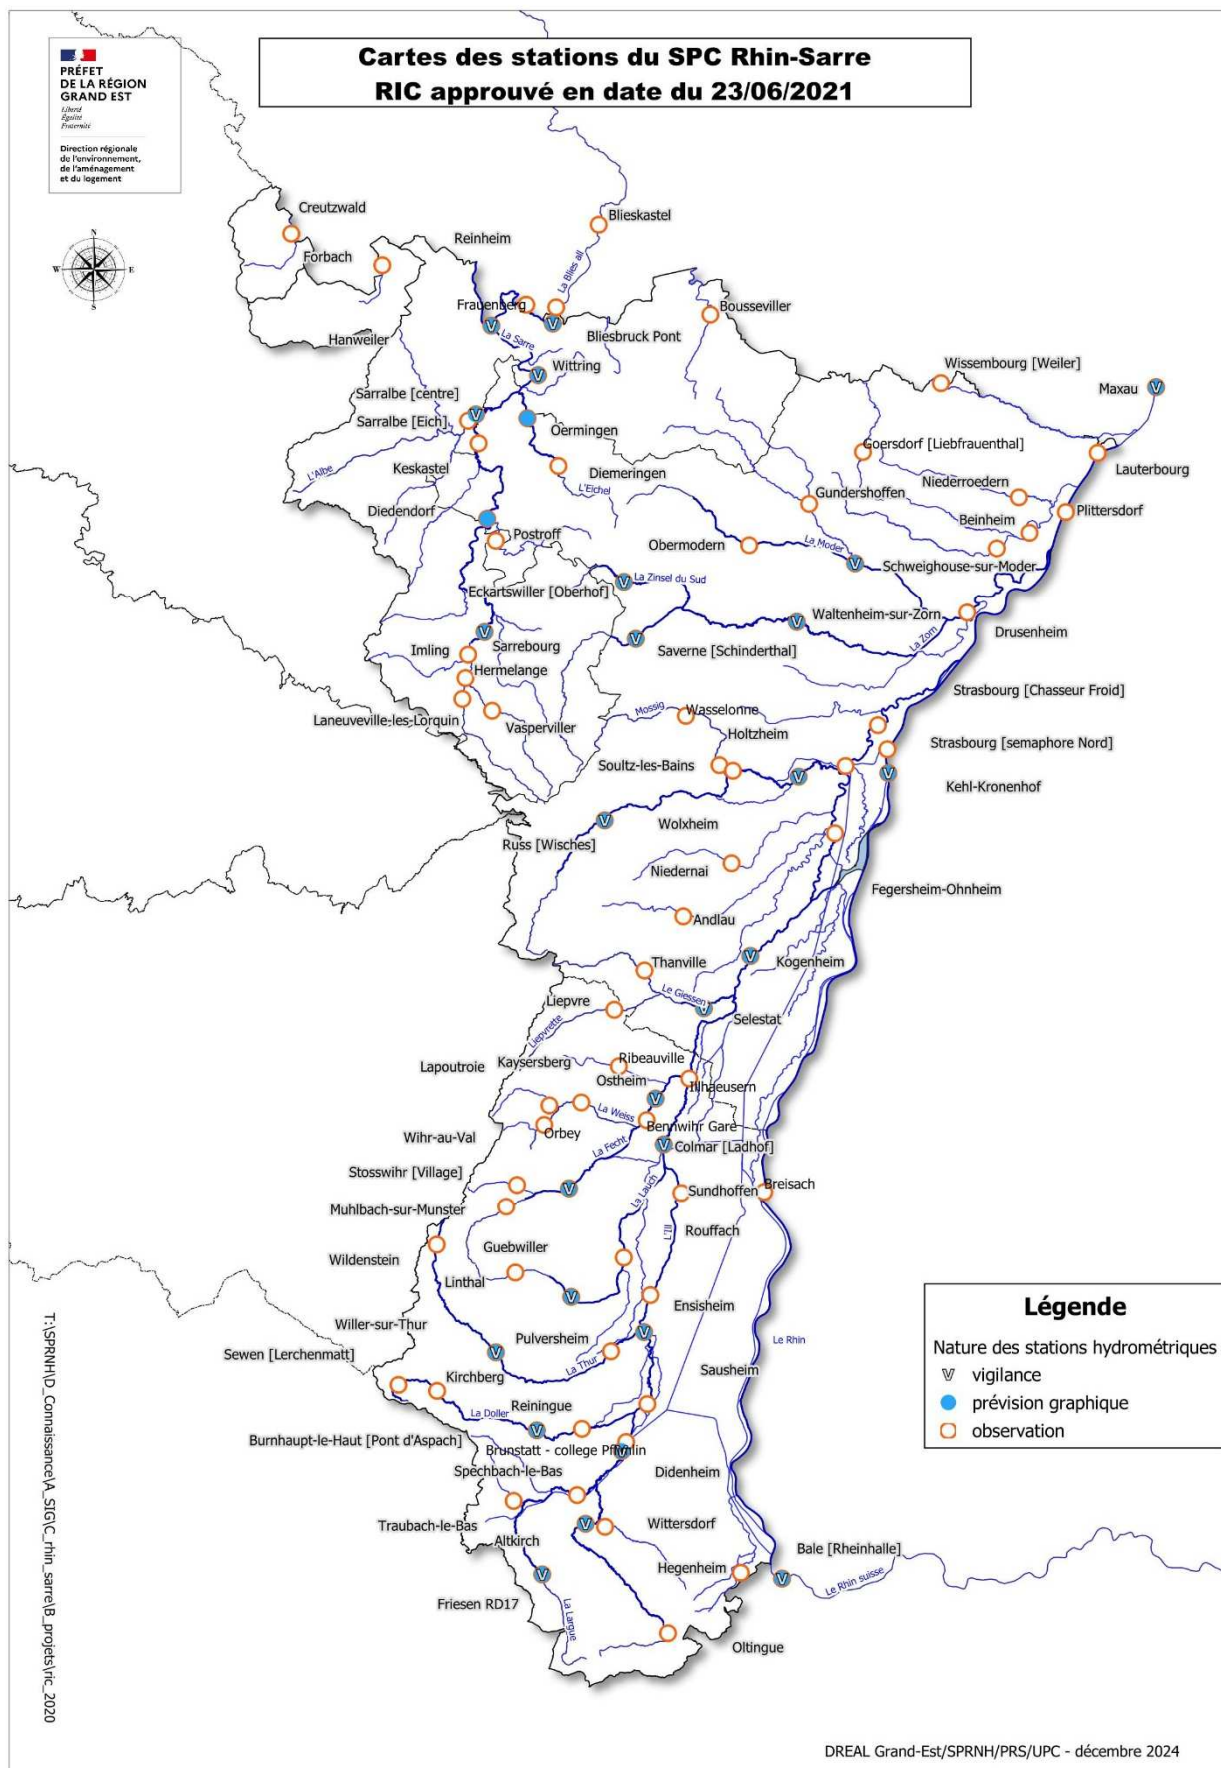 PRÉFET
DE LA RÉGION
GRAND EST
Liberté
Égalité
Fraternité
Direction régionale
de l'environnement,
de l'aménagement
et du logement
Cartes des stations du SPC Rhin-Sarre
RIC approuvé en date du 23/06/2021
N
W
E
S
Creutzwald
Blieskastel
Reinheim
Forbach
La Blies all
Frauenberg
Bousseviller
Hanweiler
La Sarre
Bliesbruck Pont
Wittring
Wissembourg [Weiler]
Maxau
Sarralbe [centre]
Sarralbe [Eich]
Oermingen
Goersdorf [Liebfrauenthal]
L'Albe
Keskastel
Diemeringen
Lauterbourg
Niederroedern
L'Eichel
Gundershoffen
Diedendorf
Plittersdorf
Beinheim
Postroff
Obermodern
La Moder
Schweighouse-sur-Moder
La Zinsel du Sud
Eckartswiller [Oberhof]
Waltenheim-sur-Zorn
Drusenheim
Sarrebourg
Imling
Saverne [Schinderthal]
La Zorn
Hermelange
Strasbourg [Chasseur Froid]
Laneuveville-les-Lorquin
Vasperviller
Mossig
Wasselonne
Holtzheim
Strasbourg [semaphore Nord]
Soultz-les-Bains
Kehl-Kronenhof
Wolxheim
Russ [Wisches]
Niedernai
Fegersheim-Ohnheim
Andlau
Thanville
Kogenheim
Le Giessen
Liepvre
Selestat
Liepvrette
Ribeauville
Kaysersberg
Lapoutroie
Ostheim
Illhaeusern
La Weiss
Bennwihr Gare
Orbey
Wihr-au-Val
La Fecht
Colmar [Ladhof]
Stosswihr [Village]
La Lauch
Sundhoffen
Breisach
Muhlbach-sur-Munster
L'Ill
Rouffach
Guebwiller
Wildenstein
Linthal
Ensisheim
Willer-sur-Thur
Pulversheim
Le Rhin
Sewen [Lerchenmatt]
La Thur
Sausheim
Kirchberg
Reiningue
La Doller
Burnhaupt-le-Haut [Pont d'Aspach]
Brunstatt - college Pflimlin
Spechbach-le-Bas
Didenheim
Traubach-le-Bas
Wittersdorf
Altkirch
Bale [Rheinhalle]
Hegenheim
Le Rhin suisse
Friesen RD17
La Largue
Oltingue
Légende
Nature des stations hydrométriques
V vigilance
prévision graphique
observation
T:\SPRNH\D_Connaissance\A_SIG\C_rhin_sarre\B_projets\ric_2020
DREAL Grand-Est/SPRNH/PRS/UPC - décembre 2024